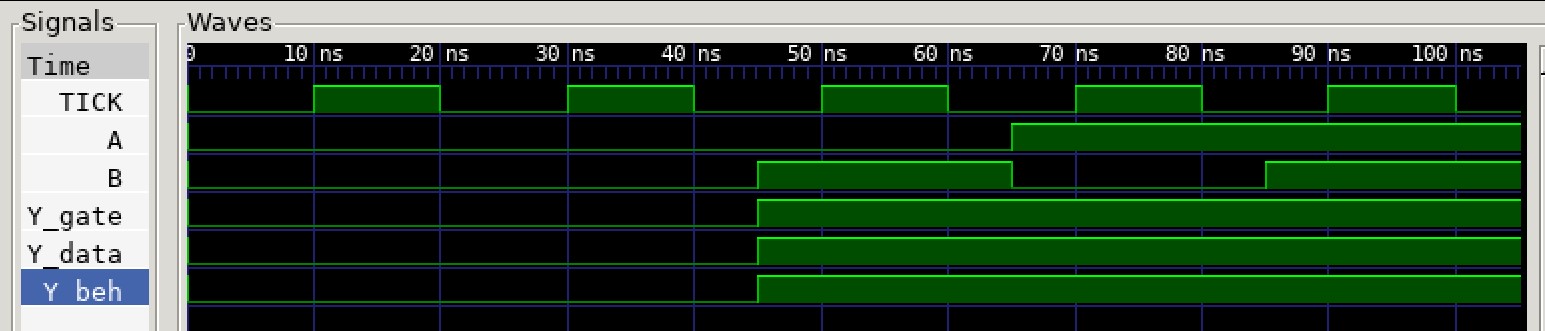 Signals
Waves
Time
0 10 ns 20 ns 30 ns 40 ns 50 ns 60 ns 70 ns 80 ns 90 ns 100 ns
TICK
A
B
Y_gate
Y_data
Y_beh